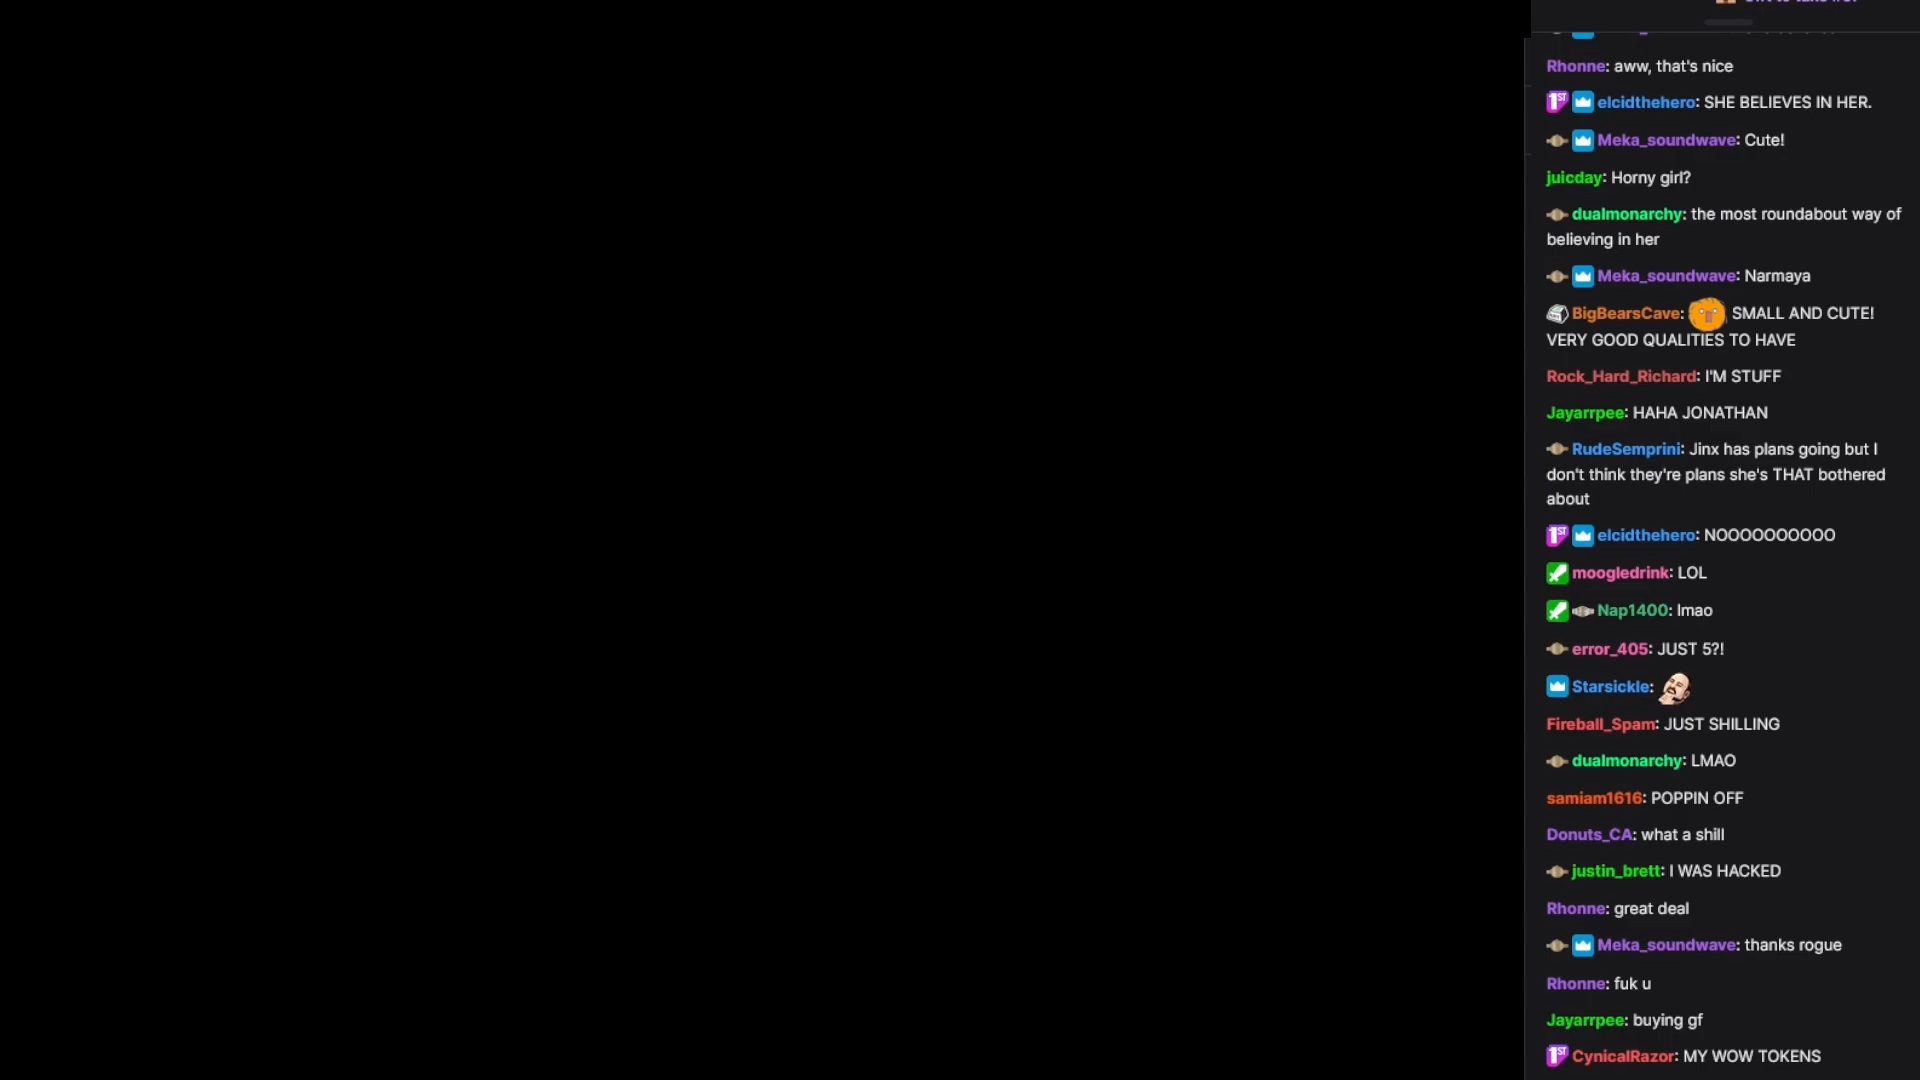 Rhonne: aww, that's nice
elcidthehero: SHE BELIEVES IN HER.
Meka_soundwave: Cute!
juicday: Horny girl?
dualmonarchy: the most roundabout way of
believing in her
Meka_soundwave: Narmaya
BigBearsCave: SMALL AND CUTE!
VERY GOOD QUALITIES TO HAVE
Rock_Hard_Richard: I'M STUFF
Jayarrpee: HAHA JONATHAN
RudeSemprini: Jinx has plans going but I
don't think they're plans she's THAT bothered
about
elcidthehero: NOOOOOOOOOO
moogledrink: LOL
Nap1400: lmao
error_405: JUST 5?!
Starsickle:
Fireball_Spam: JUST SHILLING
dualmonarchy: LMAO
samiam1616: POPPIN OFF
Donuts_CA: what a shill
justin_brett: I WAS HACKED
Rhonne: great deal
Meka_soundwave: thanks rogue
Rhonne: fuk u
Jayarrpee: buying gf
CynicalRazor: MY WOW TOKENS